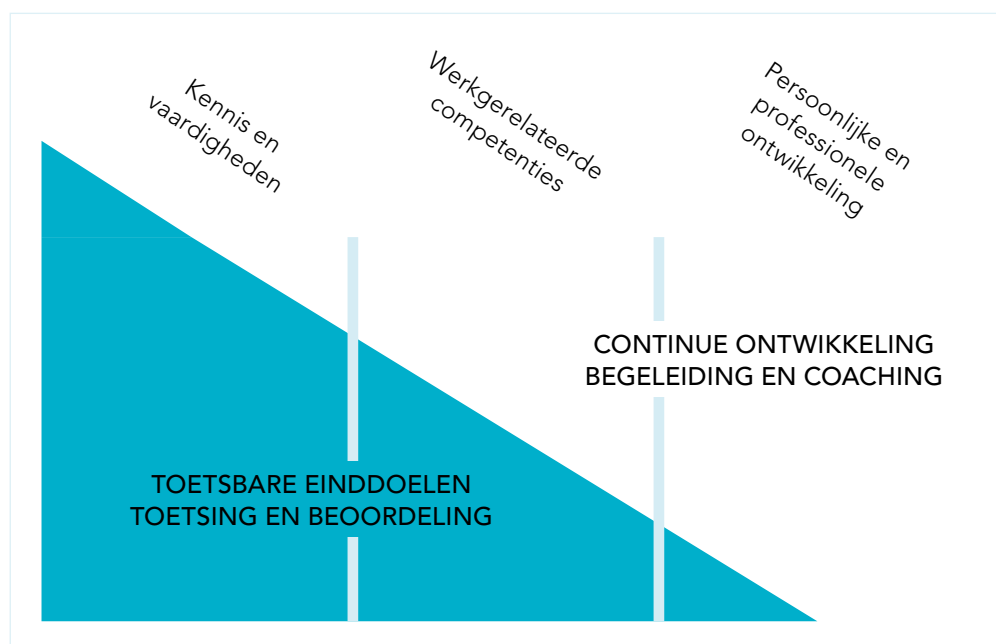 Kennis en
vaardigheden
Werkgerelateerde
competenties
Persoonlijke en
professionele
ontwikkeling
CONTINUE ONTWIKKELING
BEGELEIDING EN COACHING
TOETSBARE EINDDOELEN
TOETSING EN BEOORDELING